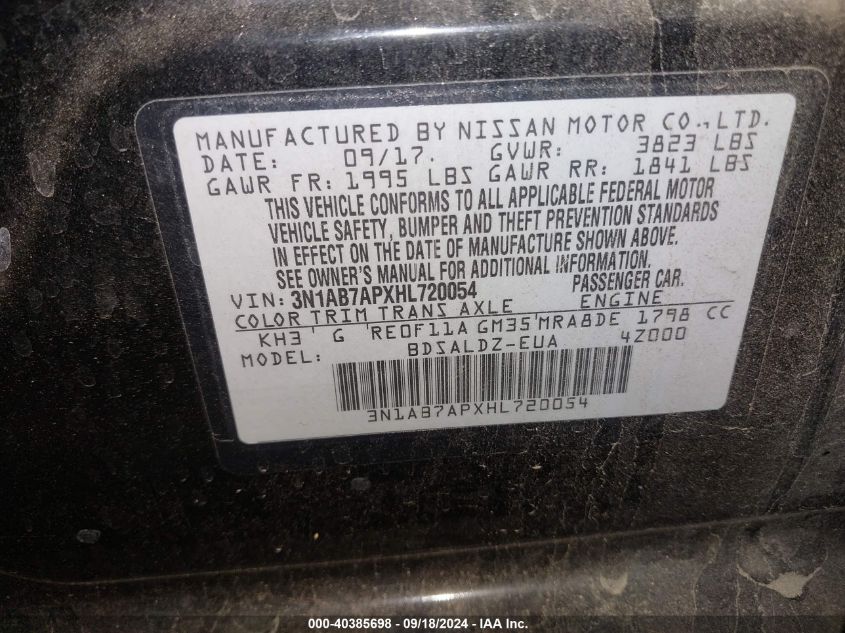 MANUFACTURED BY NISSAN MOTOR CO., LTD.
DATE: 09/17. GVWR: 3823 LBS
GAWR FR: 1995 LBS GAWR RR: 1841 LBS
THIS VEHICLE CONFORMS TO ALL APPLICABLE FEDERAL MOTOR
VEHICLE SAFETY, BUMPER AND THEFT PREVENTION STANDARDS
IN EFFECT ON THE DATE OF MANUFACTURE SHOWN ABOVE.
SEE OWNER'S MANUAL FOR ADDITIONAL INFORMATION.
VIN: 3N1AB7APXHL720054 PASSENGER CAR.
COLOR TRIM TRANS AXLE ENGINE
KH3 ' G 'RE0F11A GM35'MRA8DE 1798 CC
MODEL: BDSALDZ-EUA 4Z000
3N1AB7APXHL720054
000-40385698 - 09/18/2024 - IAA Inc.